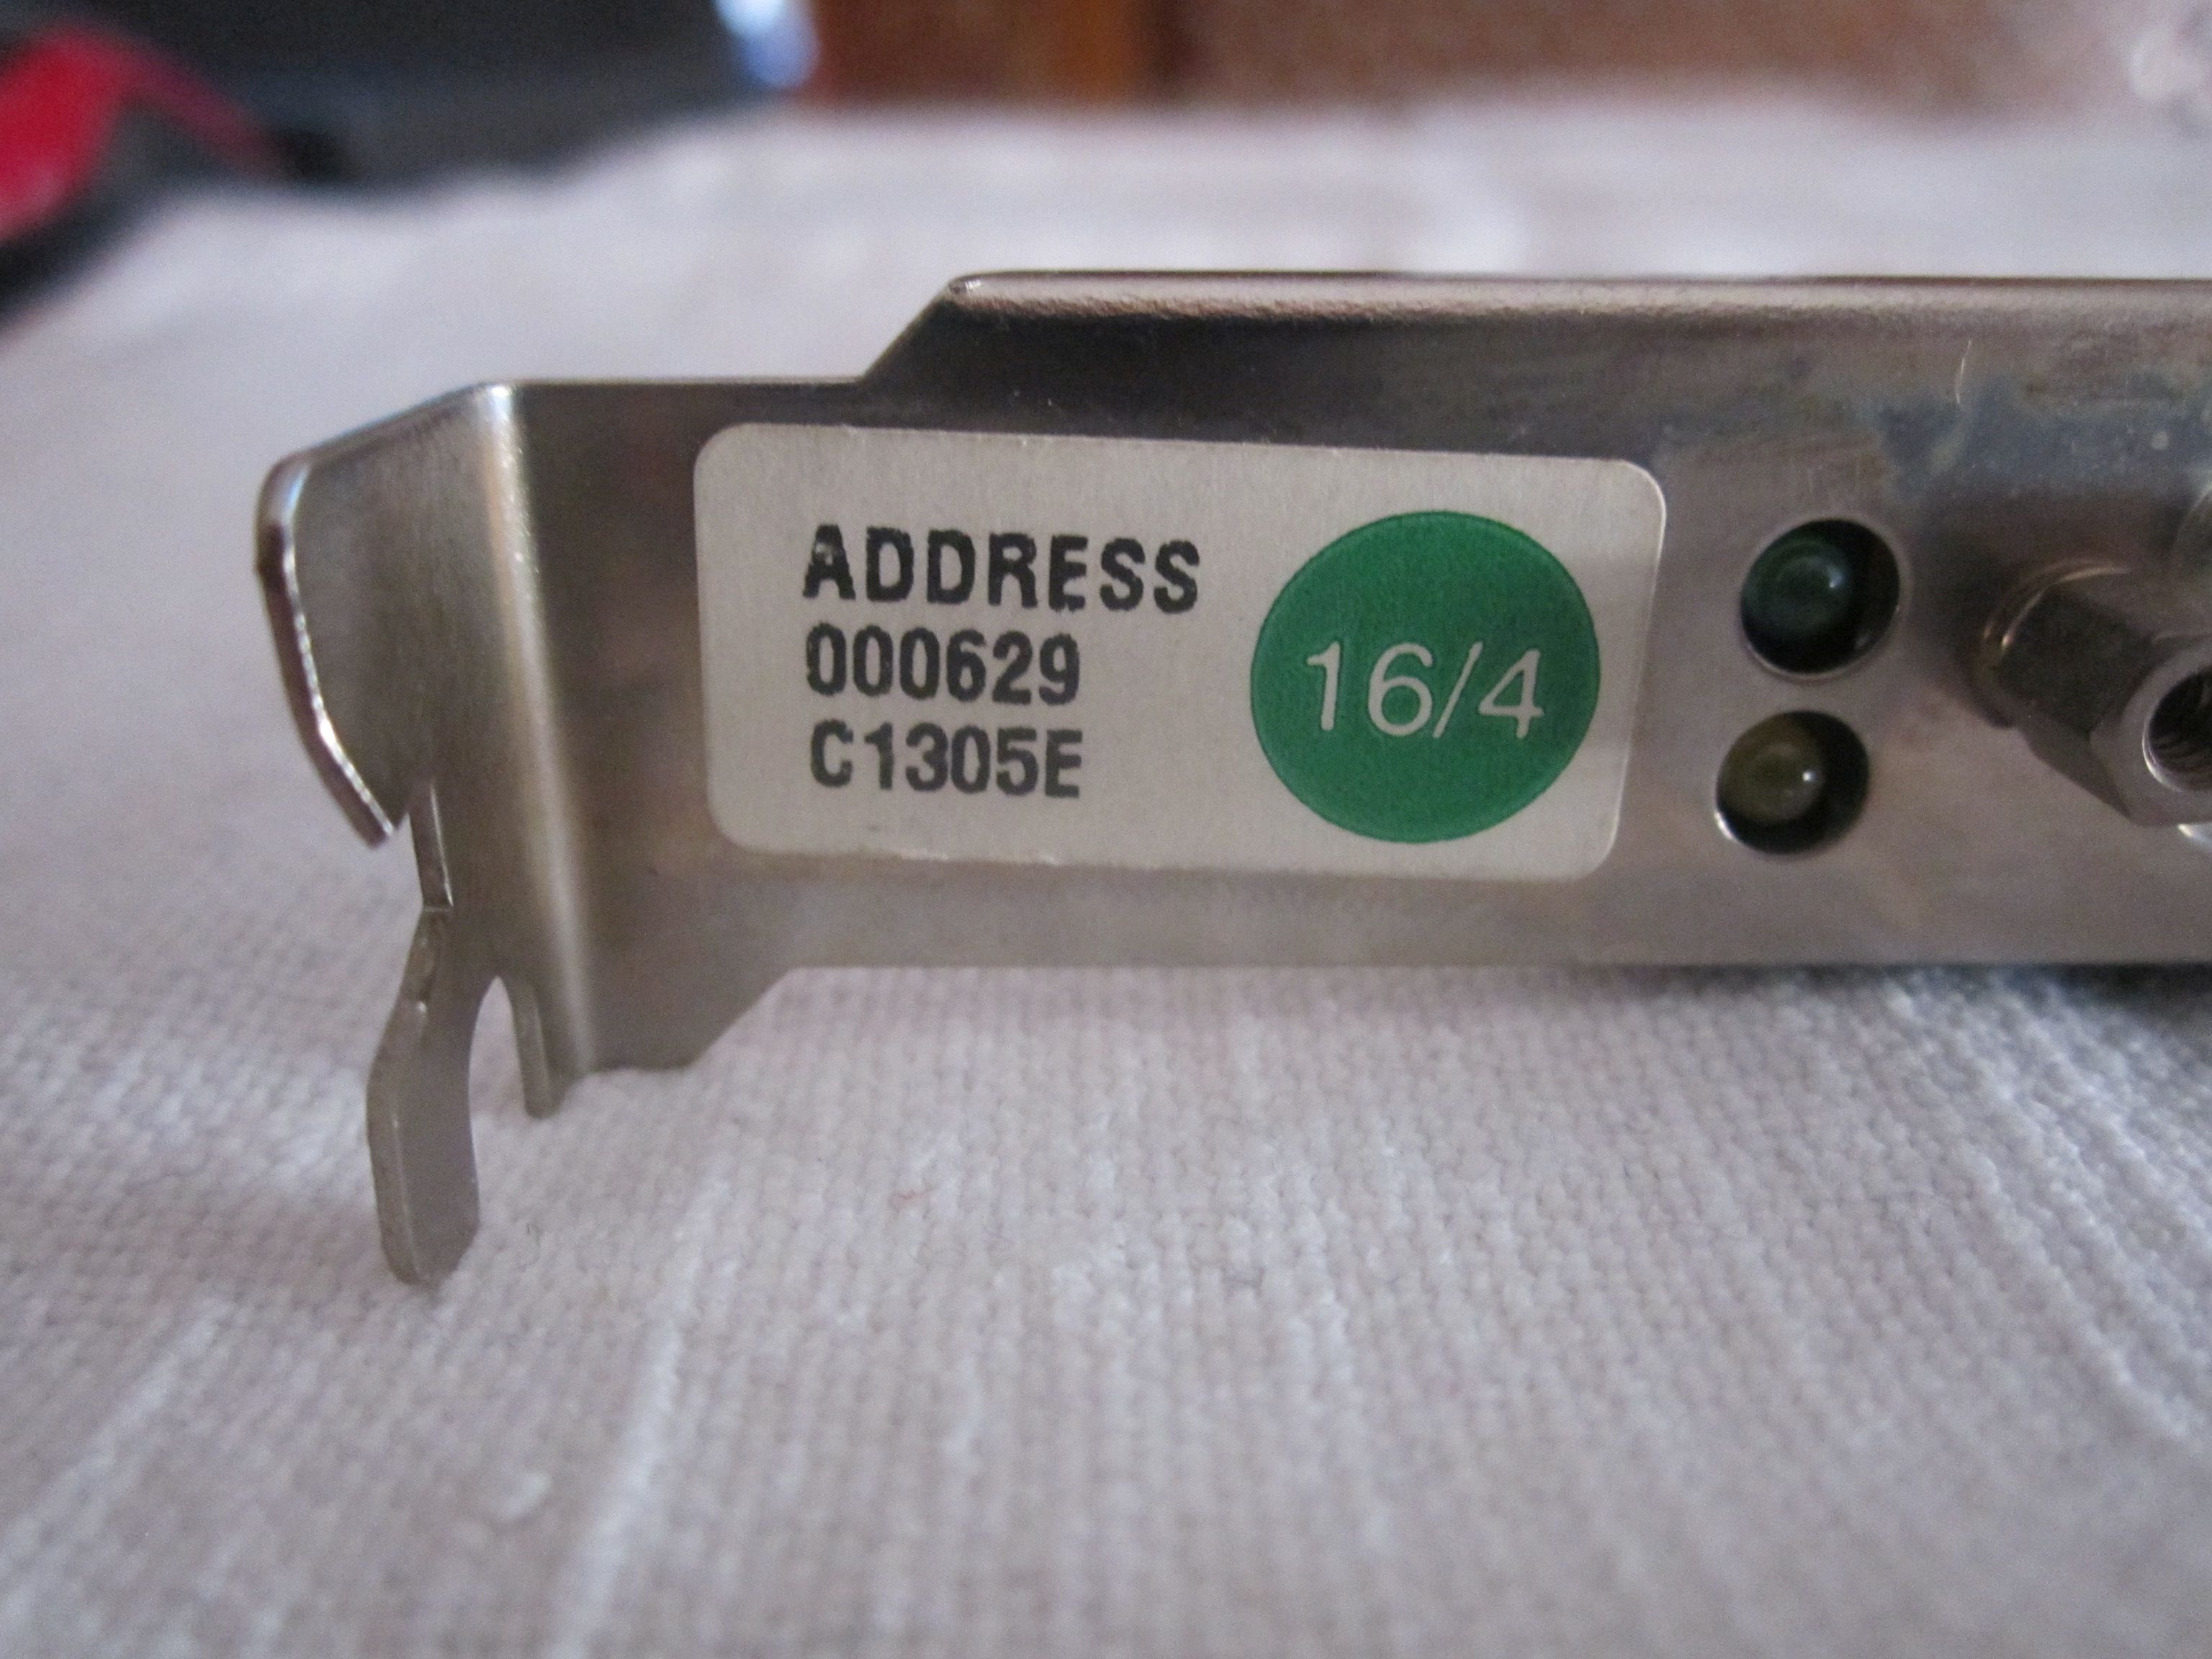 ADDRESS
000629
C1305E
16/4